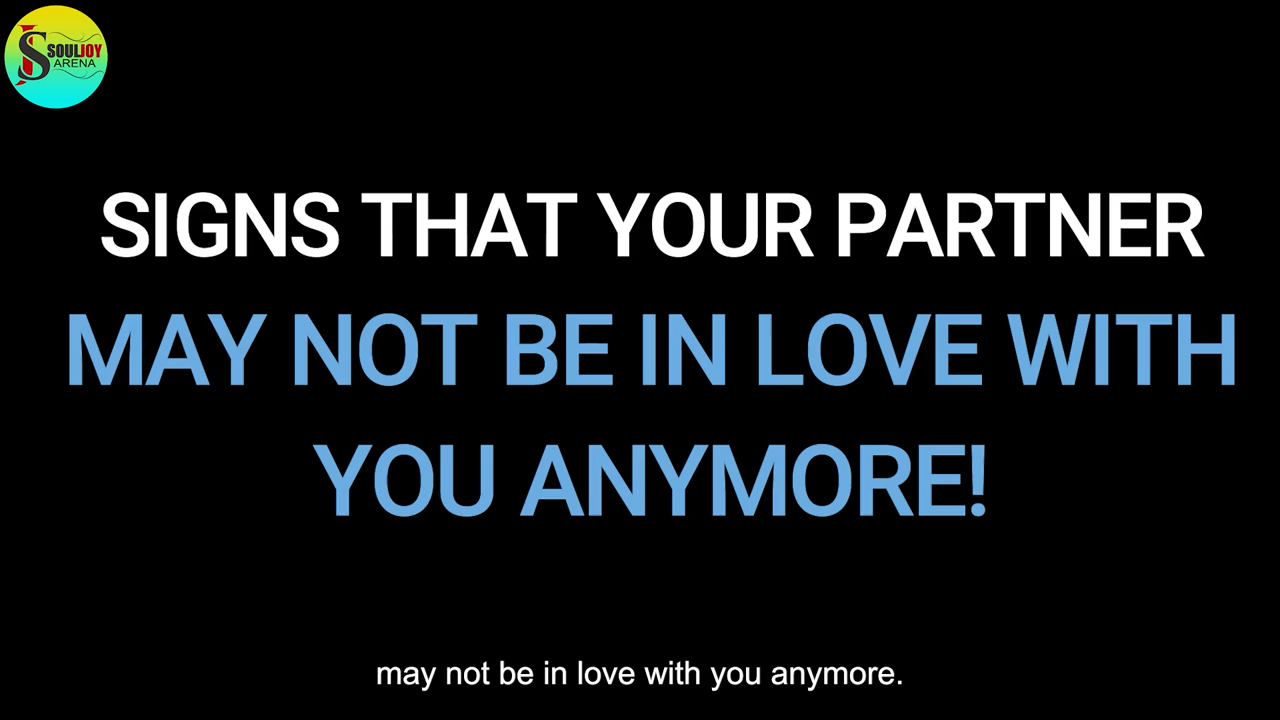 SOULJOY
ARENA
SIGNS THAT YOUR PARTNER
MAY NOT BE IN LOVE WITH
YOU ANYMORE!
may not be in love with you anymore.